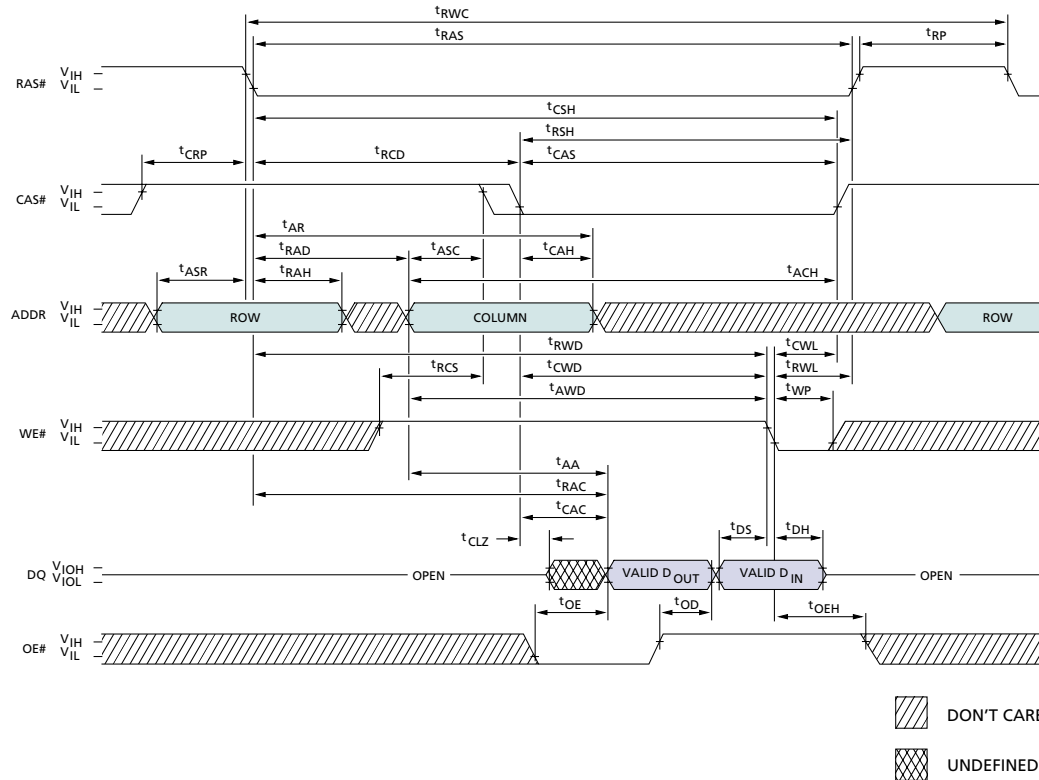 tRWC
tRAS tRP
RAS# VIH
VIL
tCSH
tRSH
tCRP tRCD tCAS
CAS# VIH
VIL
tAR
tRAD tASC tCAH
tASR tRAH tACH
ADDR VIH
VIL ROW COLUMN ROW
tRWD tCWL
tRCS tCWD tRWL
tAWD tWP
WE# VIH
VIL
tAA
tRAC
tCAC
tCLZ tDS tDH
DQ VIOH
VIOL OPEN VALID DOUT VALID DIN OPEN
tOE tOD tOEH
OE# VIH
VIL
DON'T CARE
UNDEFINED